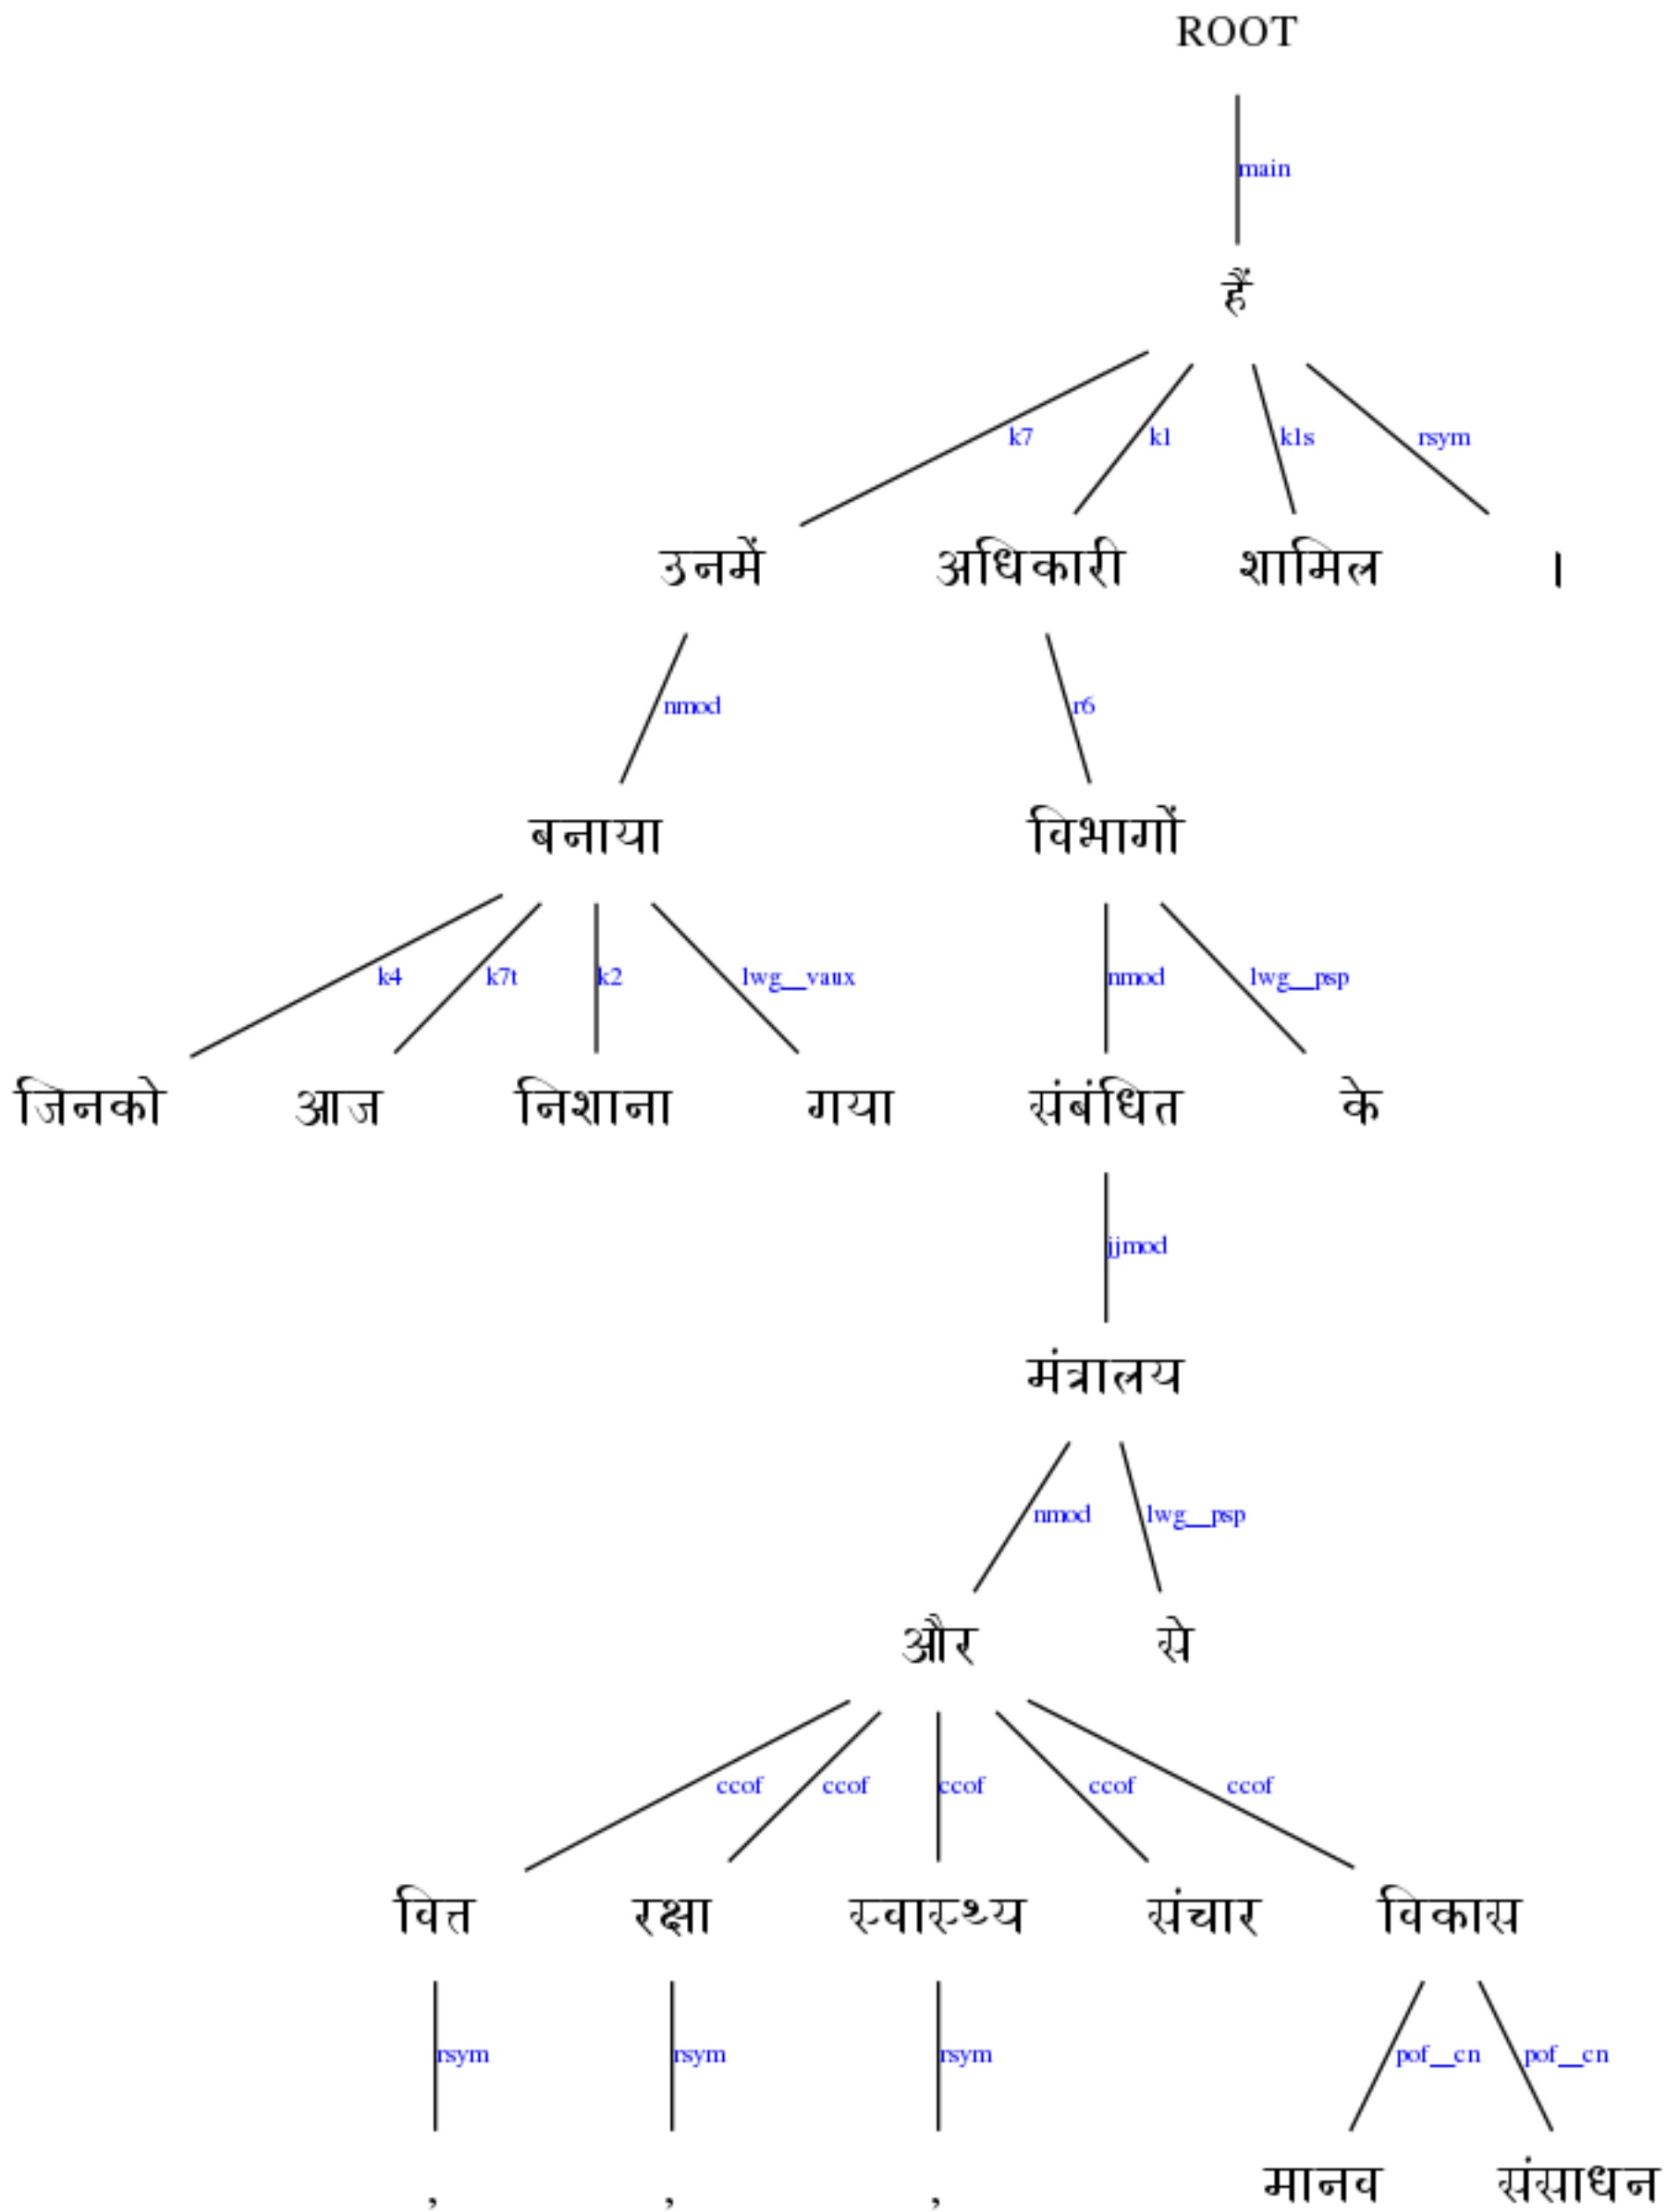 ROOT
main
हैं
k7 k1 k1s rsym
उनमें अधिकारी शामिल ।
nmod r6
बनाया विभागों
k4 k7t k2 lwg__vaux nmod lwg__psp
जिनको आज निशाना गया संबंधित के
jjmod
मंत्रालय
nmod lwg__psp
और से
ccof ccof ccof ccof ccof
वित्त रक्षा स्वास्थ्य संचार विकास
rsym rsym rsym pof__cn pof__cn
, , , मानव संसाधन